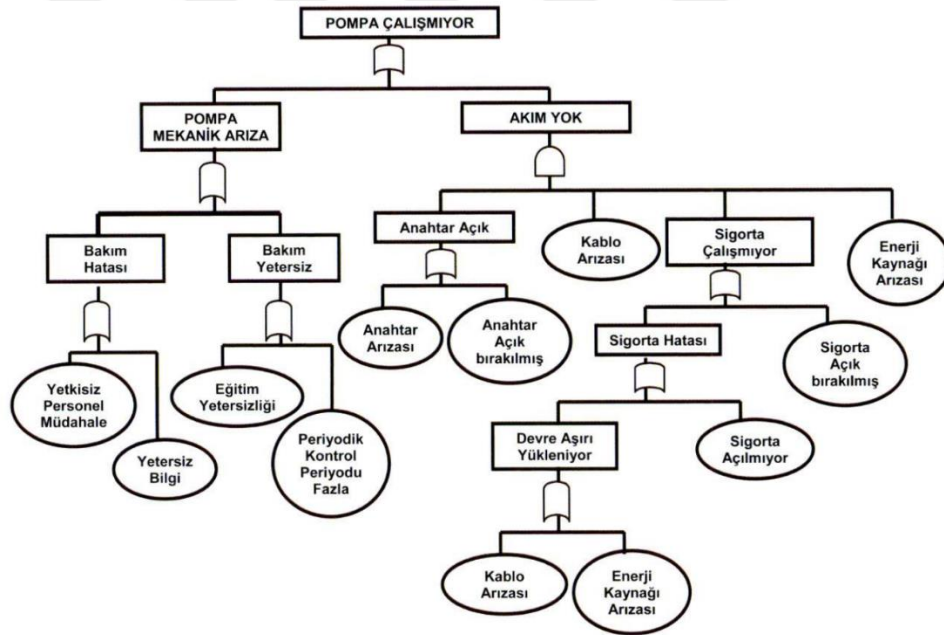 POMPA ÇALIŞMIYOR
POMPA
MEKANİK ARIZA
AKIM YOK
Bakım
Hatası
Bakım
Yetersiz
Anahtar Açık
Kablo
Arızası
Sigorta
Çalışmıyor
Enerji
Kaynağı
Arızası
Yetkisiz
Personel
Müdahale
Yetersiz
Bilgi
Eğitim
Yetersizliği
Periyodik
Kontrol
Periyodu
Fazla
Anahtar
Arızası
Anahtar
Açık
bırakılmış
Sigorta Hatası
Sigorta
Açık
bırakılmış
Devre Aşırı
Yükleniyor
Sigorta
Açılmıyor
Kablo
Arızası
Enerji
Kaynağı
Arızası